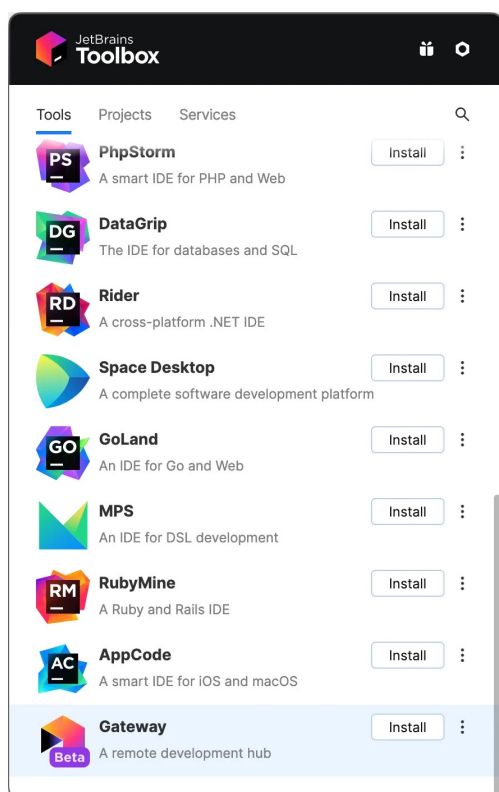 JetBrains
Toolbox
Tools Projects Services
PS
PhpStorm
Install
A smart IDE for PHP and Web
DG
DataGrip
Install
The IDE for databases and SQL
RD
Rider
Install
A cross-platform .NET IDE
Space Desktop
Install
A complete software development platform
GO
GoLand
Install
An IDE for Go and Web
MPS
Install
An IDE for DSL development
RM
RubyMine
Install
A Ruby and Rails IDE
AC
AppCode
Install
A smart IDE for iOS and macOS
Gateway
Install
Beta
A remote development hub